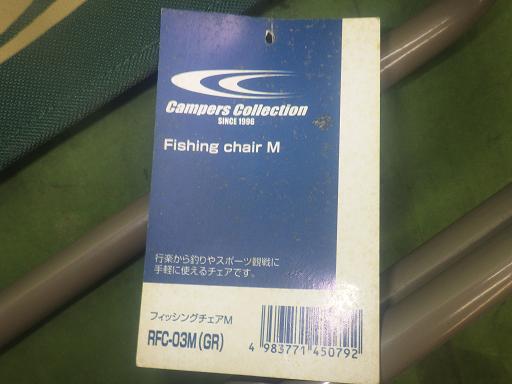 Campers Collection
SINCE 1996
Fishing chair M
行楽から釣りやスポーツ観戦に
手軽に使えるチェアです。
フィッシングチェアM
RFC-03M(GR)
4 983771 450792